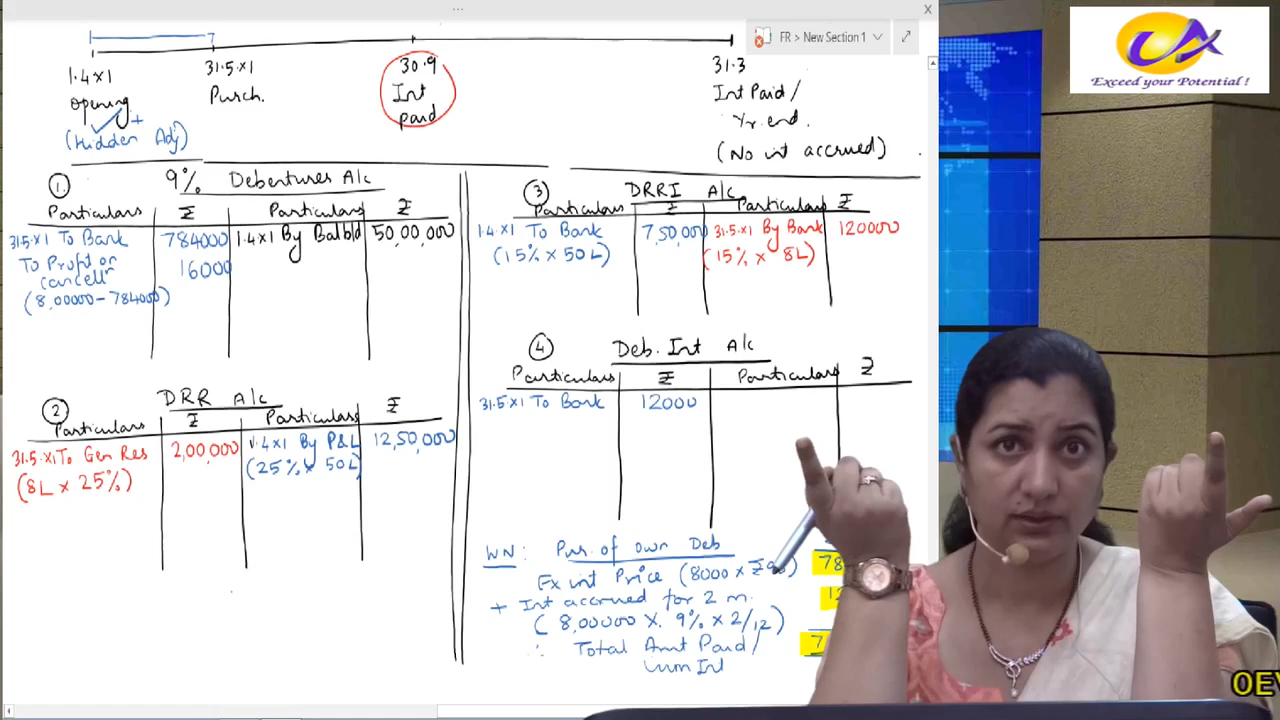 FR > New Section 1
Exceed your Potential !
1.4.x1
Opening
+
(Hidden Adj)
31.5.x1
Purch.
30.9
Int
paid
31.3
Int Paid /
Yr end.
(No int accrued)
1
9% Debentures A/c
Particulars ₹ Particulars ₹
31.5.x1 To Bank 784000 1.4.x1 By Bal b/d 50,00,000
To Profit on 16000
cancelln
(8,00000 - 784000)
2
DRR A/c
Particulars ₹ Particulars ₹
31.5.x1 To Gen Res 2,00,000 1.4.x1 By P&L 12,50,000
(8L x 25%) (25% x 50L)
3
DRRI A/c
Particulars ₹ Particulars ₹
1.4.x1 To Bank 7,50,000 31.5.x1 By Bank 120000
(15% x 50L) (15% x 8L)
4
Deb. Int A/c
Particulars ₹ Particulars ₹
31.5.x1 To Bank 12000
WN: Pur. of Own Deb
Ex int Price (8000 x ₹
+ Int accrued for 2 m.
(8,00000 x. 9% x 2/12)
∴ Total Amt Paid /
Cum Int